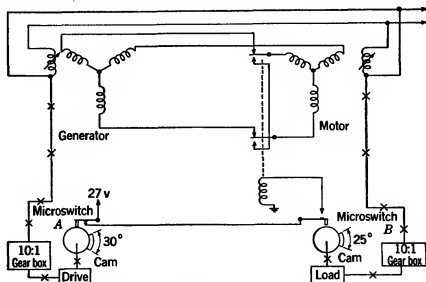 Generator
Motor
27 v
Microswitch
A
30°
Cam
10:1
Gear box
Drive
Microswitch
B
25°
Cam
10:1
Gear box
Load